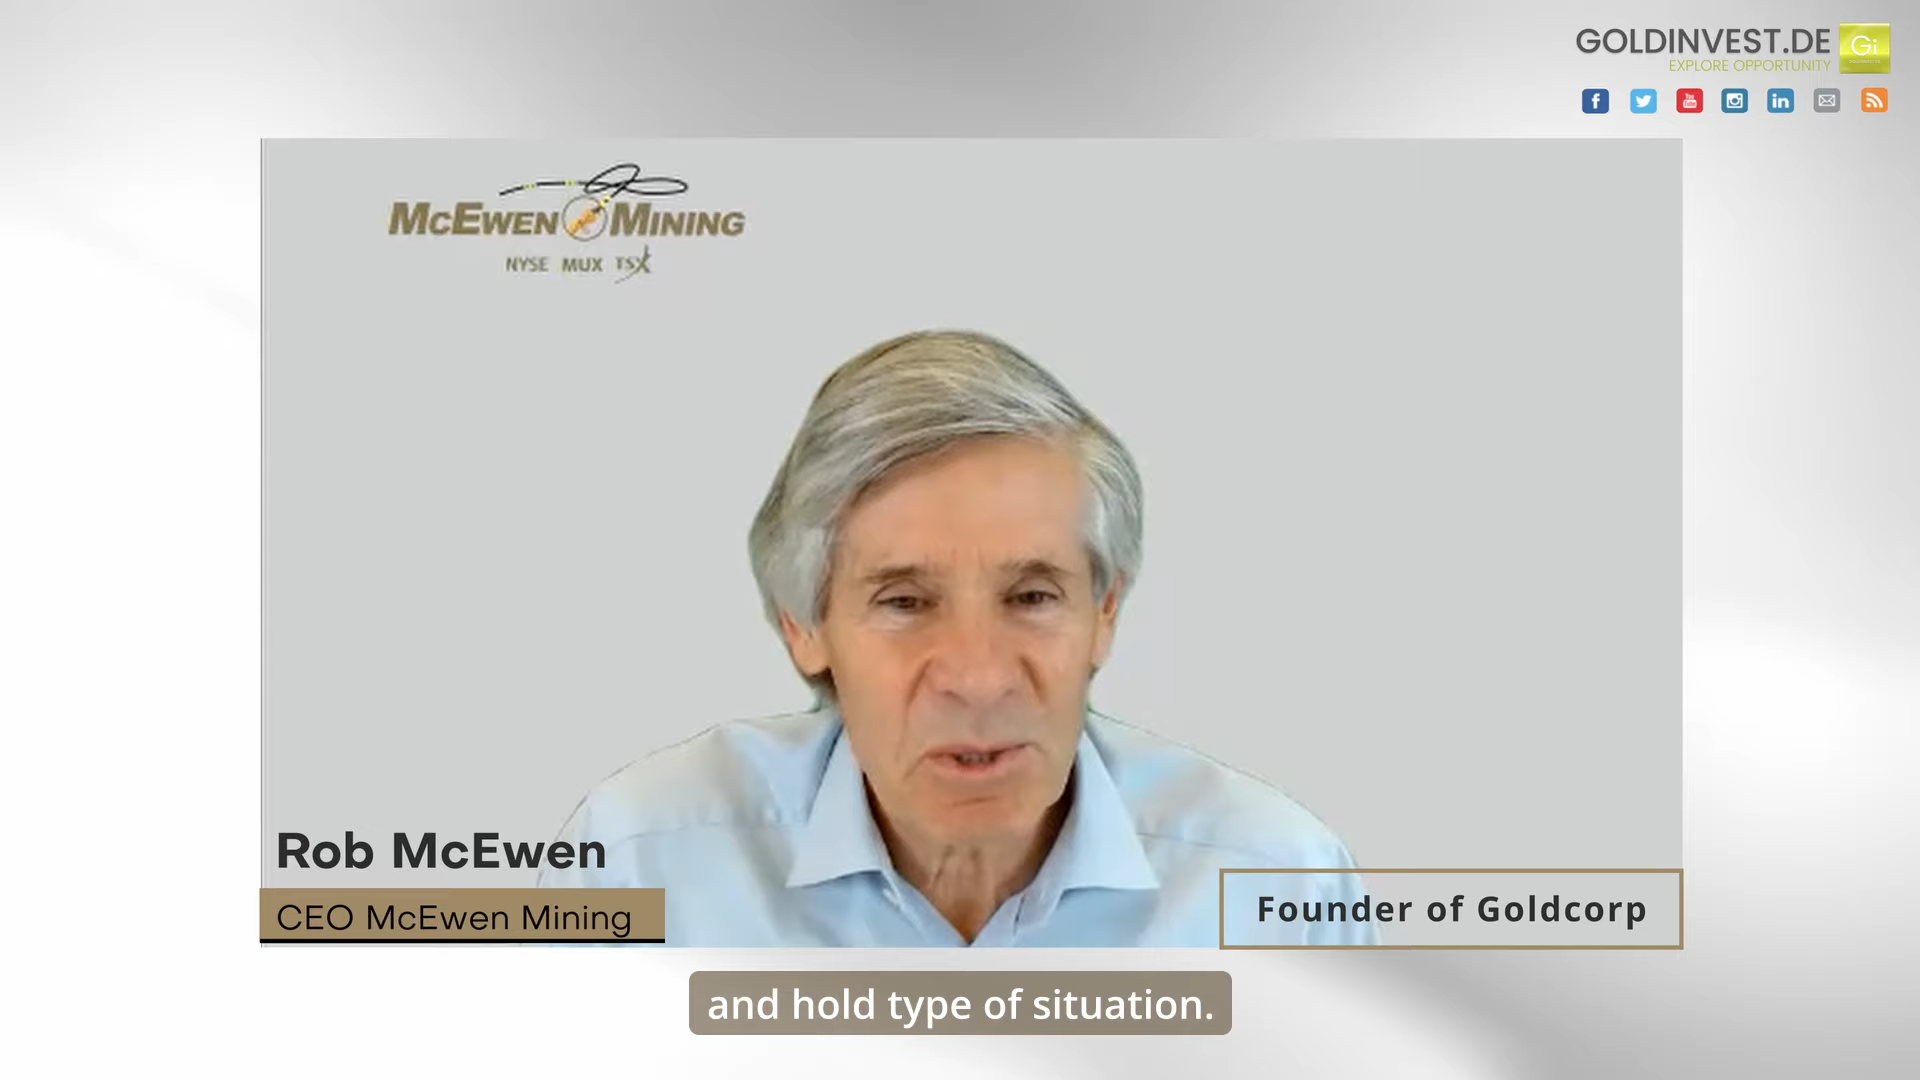 GOLDINVEST.DE
Gi
EXPLORE OPPORTUNITY
McEwen Mining
NYSE MUX TSX
Rob McEwen
CEO McEwen Mining
Founder of Goldcorp
and hold type of situation.